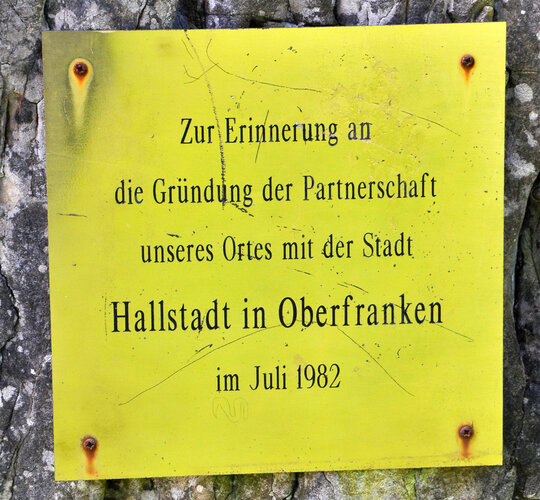 Zur Erinnerung an
die Gründung der Partnerschaft
unseres Ortes mit der Stadt
Hallstadt in Oberfranken
im Juli 1982